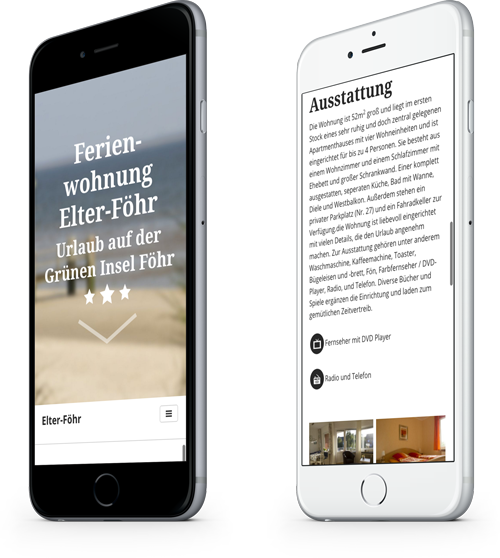 Ferien-
wohnung
Elter-Föhr
Urlaub auf der
Grünen Insel Föhr
Elter-Föhr
Ausstattung
Die Wohnung ist 52m² groß und liegt im ersten
Stock eines sehr ruhig und doch zentral gelegenen
Apartmenthauses mit vier Wohneinheiten und ist
eingerichtet für bis zu 4 Personen. Sie besteht aus
einem Wohnzimmer und einem Schlafzimmer mit
Ehebett und großer Schrankwand. Einer komplett
ausgestatten, seperaten Küche, Bad mit Wanne,
Diele und Westbalkon. Außerdem stehen ein
privater Parkplatz (Nr. 27) und ein Fahradkeller zur
Verfügung.die Wohnung ist liebevoll eingerichtet
mit vielen Details, die den Urlaub angenehm
machen. Zur Ausstattung gehören unter anderem
Waschmaschine, Kaffeemachine, Toaster,
Bügeleisen und -brett, Fön, Farbfernseher / DVD-
Player, Radio, und Telefon. Diverse Bücher und
Spiele ergänzen die Einrichtung und laden zum
gemütlichen Zeitvertreib.
Fernseher mit DVD Player
Radio und Telefon